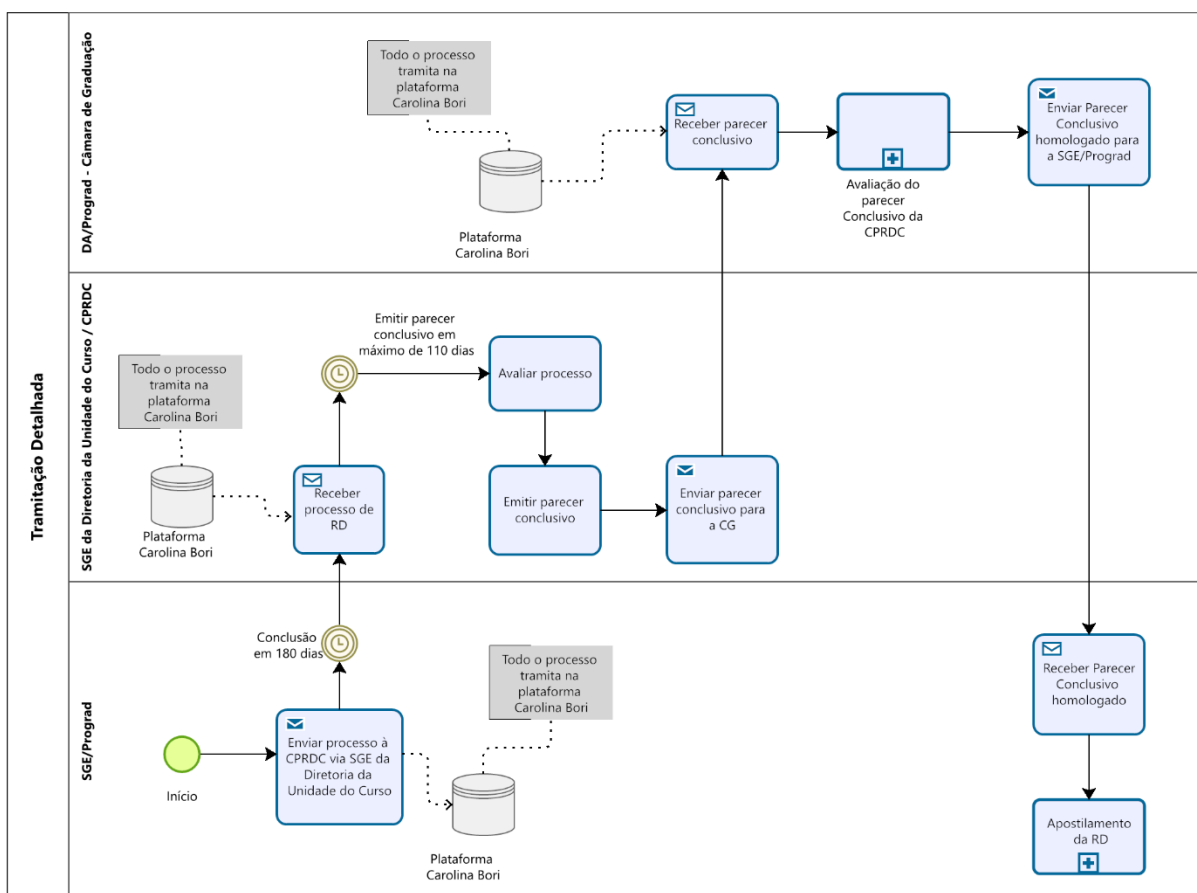 Tramitação Detalhada
DA/Prograd - Câmara de Graduação
Todo o processo
tramita na
plataforma
Carolina Bori
Plataforma
Carolina Bori
Receber parecer
conclusivo
Avaliação do
parecer
Conclusivo da
CPRDC
Enviar Parecer
Conclusivo
homologado para
a SGE/Prograd
SGE da Diretoria da Unidade do Curso / CPRDC
Todo o processo
tramita na
plataforma
Carolina Bori
Plataforma
Carolina Bori
Receber
processo de
RD
Emitir parecer
conclusivo em
máximo de 110 dias
Avaliar processo
Emitir parecer
conclusivo
Enviar parecer
conclusivo para
a CG
SGE/Prograd
Início
Enviar processo à
CPRDC via SGE da
Diretoria da
Unidade do Curso
Conclusão
em 180 dias
Todo o processo
tramita na
plataforma
Carolina Bori
Plataforma
Carolina Bori
Receber Parecer
Conclusivo
homologado
Apostilamento
da RD